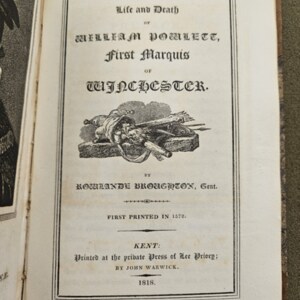 Life and Death
OF
WILLIAM POWLETT,
First Marquis
OF
WINCHESTER.
BY
ROWLANDE BROUGHTON, Gent.
FIRST PRINTED IN 1572.
KENT:
Printed at the private Press of Lee Priory;
BY JOHN WARWICK.
1818.